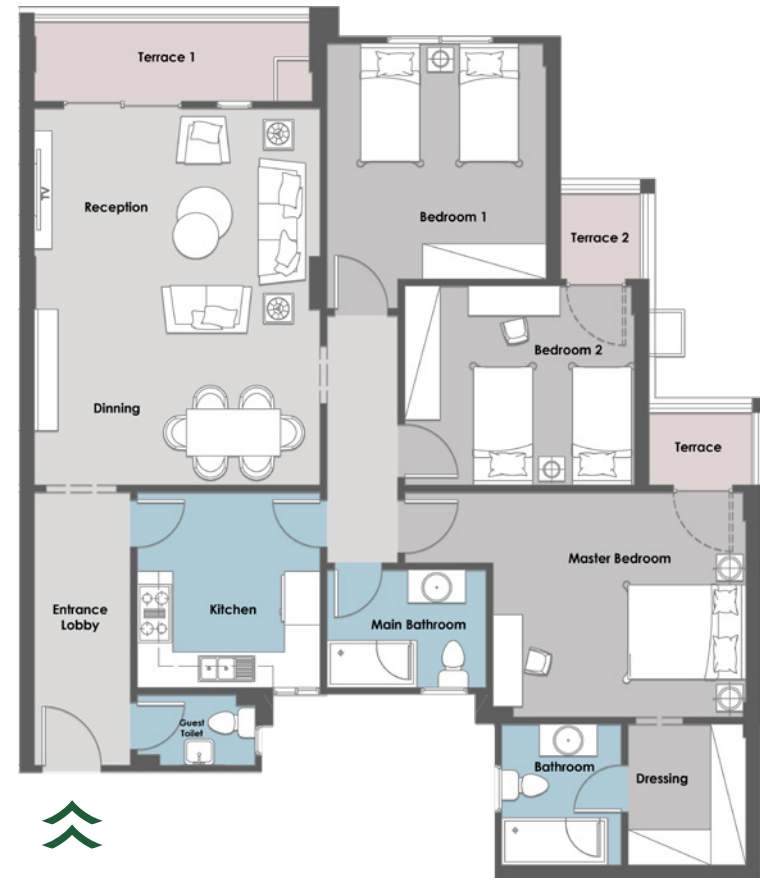 Terrace 1
TV
Reception
Bedroom 1
Terrace 2
Bedroom 2
Dinning
Terrace
Master Bedroom
Entrance
Lobby
Kitchen
Main Bathroom
Guest
Toilet
Bathroom
Dressing